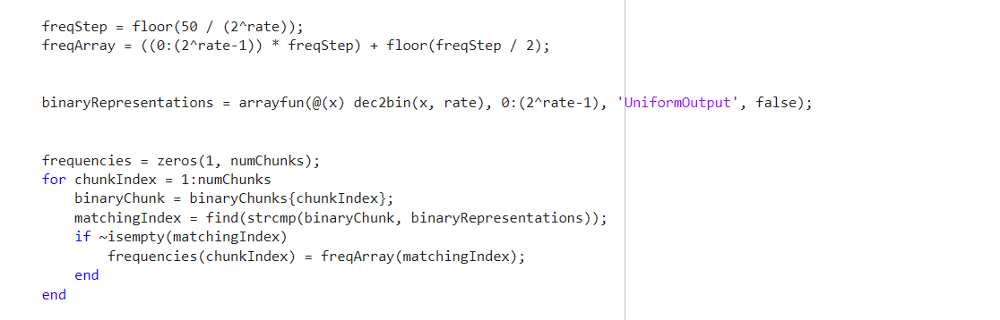 freqStep = floor(50 / (2^rate));
freqArray = ((0:(2^rate-1)) * freqStep) + floor(freqStep / 2);
binaryRepresentations = arrayfun(@(x) dec2bin(x, rate), 0:(2^rate-1), 'UniformOutput', false);
frequencies = zeros(1, numChunks);
for chunkIndex = 1:numChunks
    binaryChunk = binaryChunks{chunkIndex};
    matchingIndex = find(strcmp(binaryChunk, binaryRepresentations));
    if ~isempty(matchingIndex)
        frequencies(chunkIndex) = freqArray(matchingIndex);
    end
end